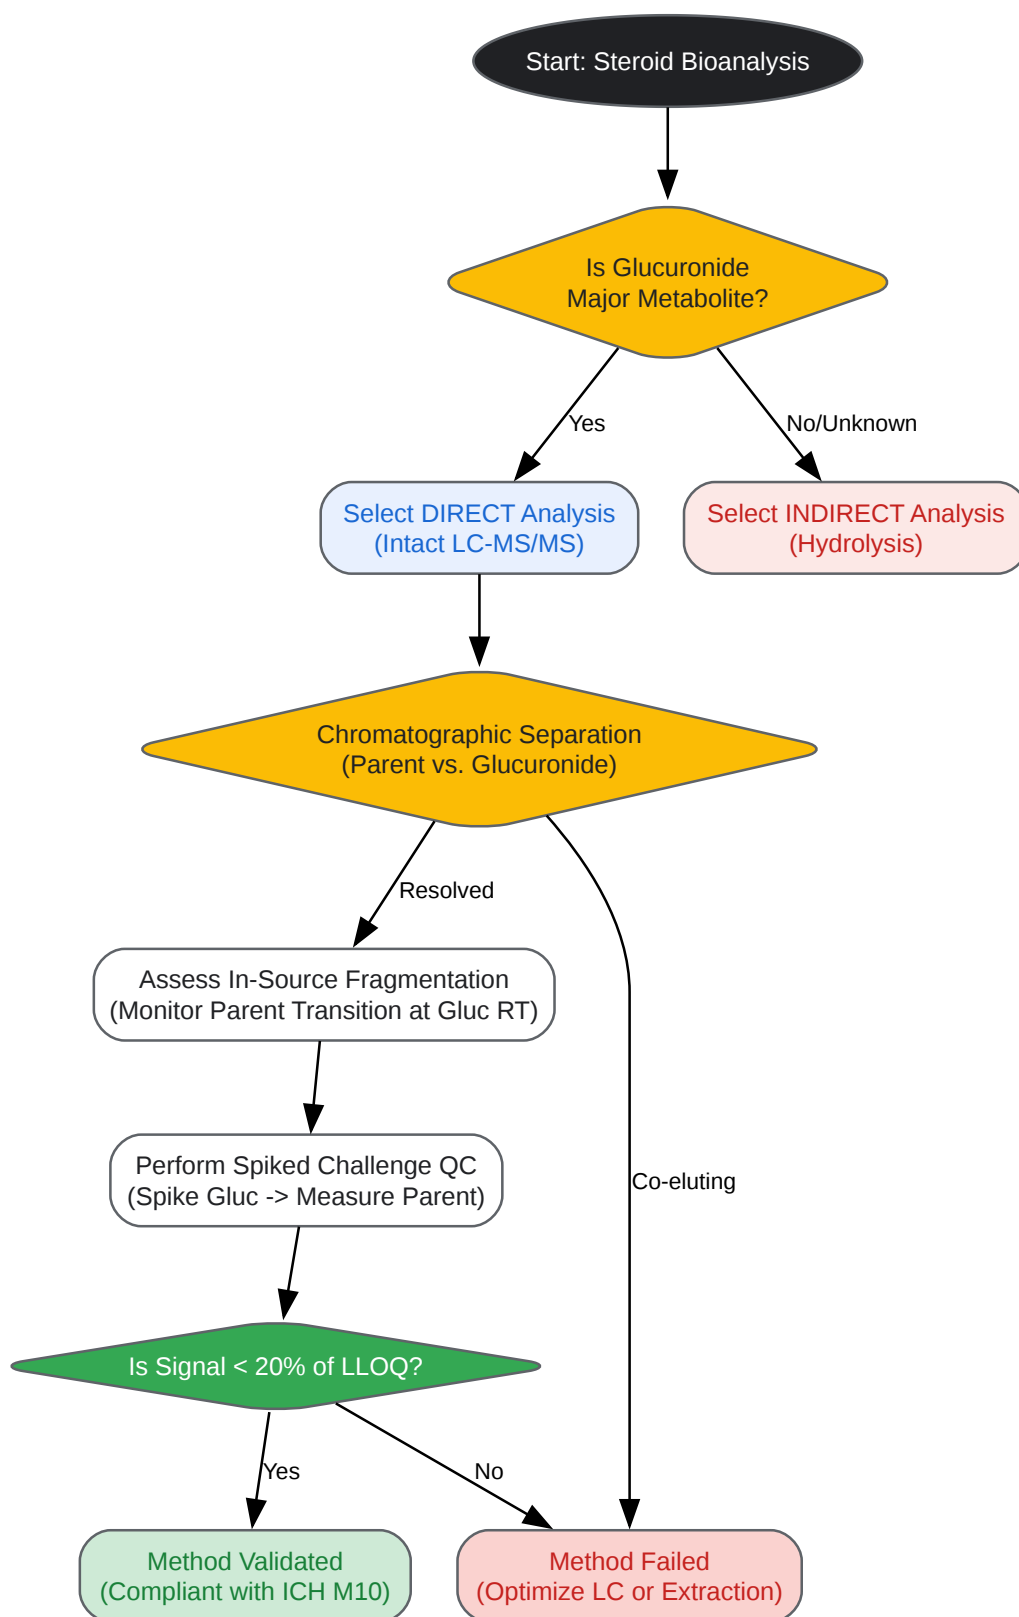 Start: Steroid Bioanalysis
Is Glucuronide
Major Metabolite?
Yes
No/Unknown
Select DIRECT Analysis
(Intact LC-MS/MS)
Select INDIRECT Analysis
(Hydrolysis)
Chromatographic Separation
(Parent vs. Glucuronide)
Resolved
Assess In-Source Fragmentation
(Monitor Parent Transition at Gluc RT)
Perform Spiked Challenge QC
(Spike Gluc -> Measure Parent)
Co-eluting
Is Signal < 20% of LLOQ?
Yes
No
Method Validated
(Compliant with ICH M10)
Method Failed
(Optimize LC or Extraction)